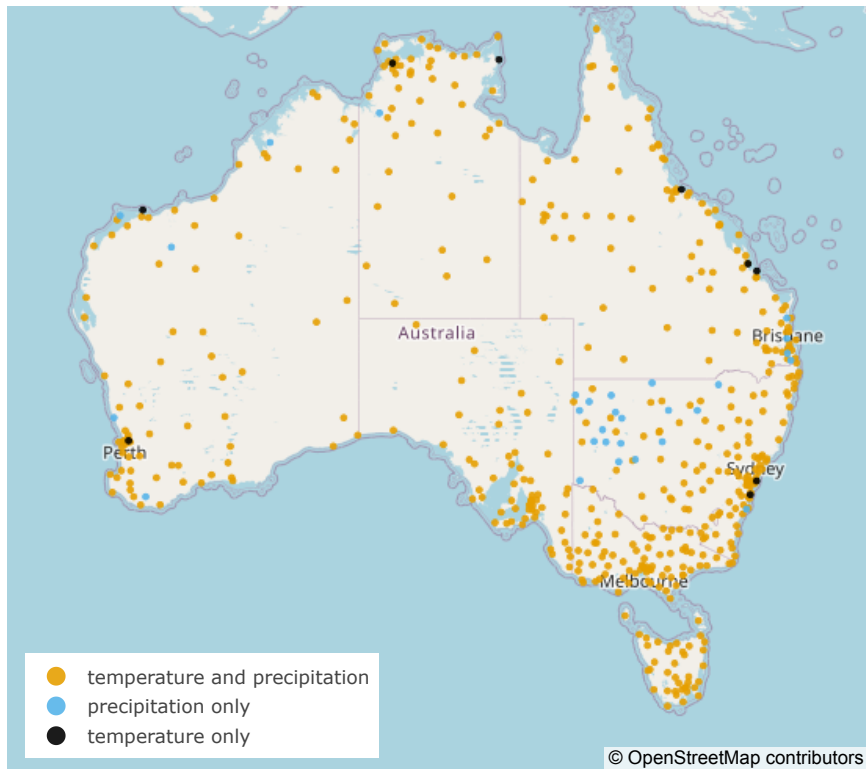 Australia
Brisbane
Perth
Sydney
Melbourne
temperature and precipitation
precipitation only
temperature only
© OpenStreetMap contributors